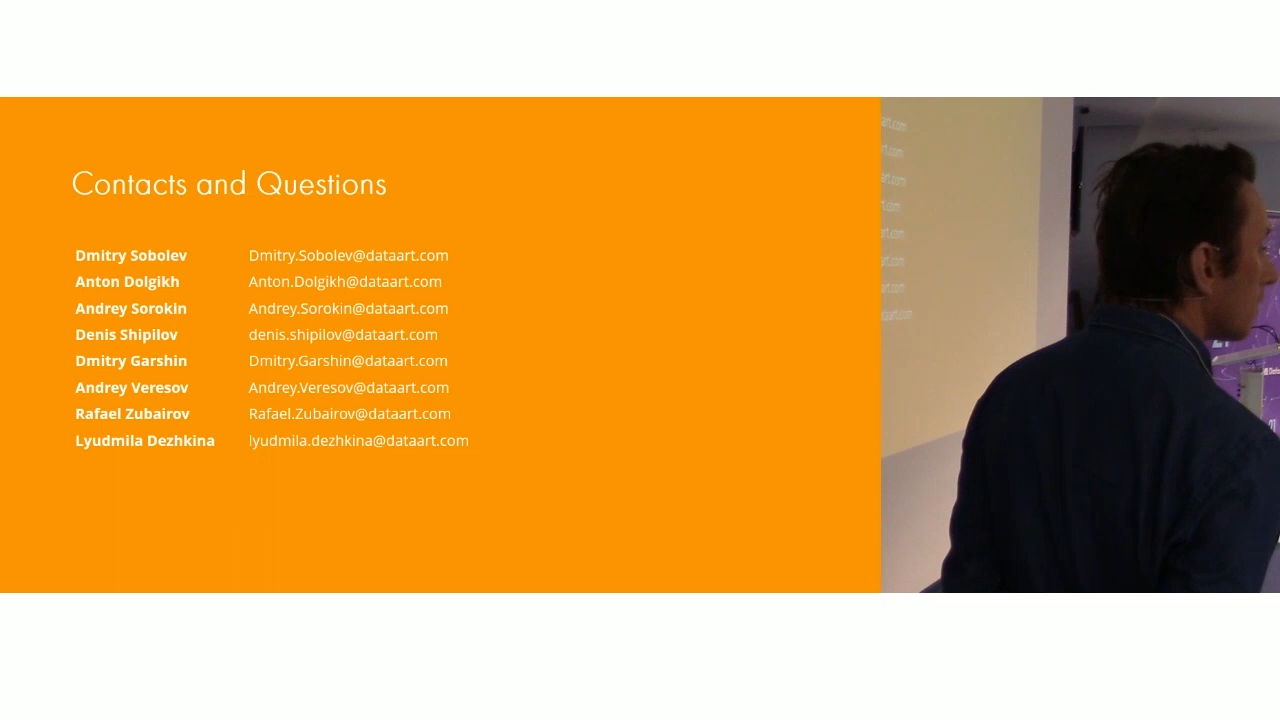 Contacts and Questions
Dmitry Sobolev Dmitry.Sobolev@dataart.com
Anton Dolgikh Anton.Dolgikh@dataart.com
Andrey Sorokin Andrey.Sorokin@dataart.com
Denis Shipilov denis.shipilov@dataart.com
Dmitry Garshin Dmitry.Garshin@dataart.com
Andrey Veresov Andrey.Veresov@dataart.com
Rafael Zubairov Rafael.Zubairov@dataart.com
Lyudmila Dezhkina lyudmila.dezhkina@dataart.com